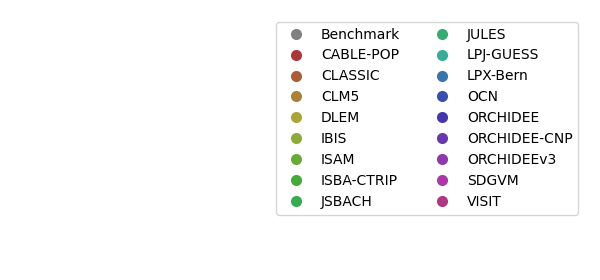 Benchmark
CABLE-POP
CLASSIC
CLM5
DLEM
IBIS
ISAM
ISBA-CTRIP
JSBACH
JULES
LPJ-GUESS
LPX-Bern
OCN
ORCHIDEE
ORCHIDEE-CNP
ORCHIDEEv3
SDGVM
VISIT